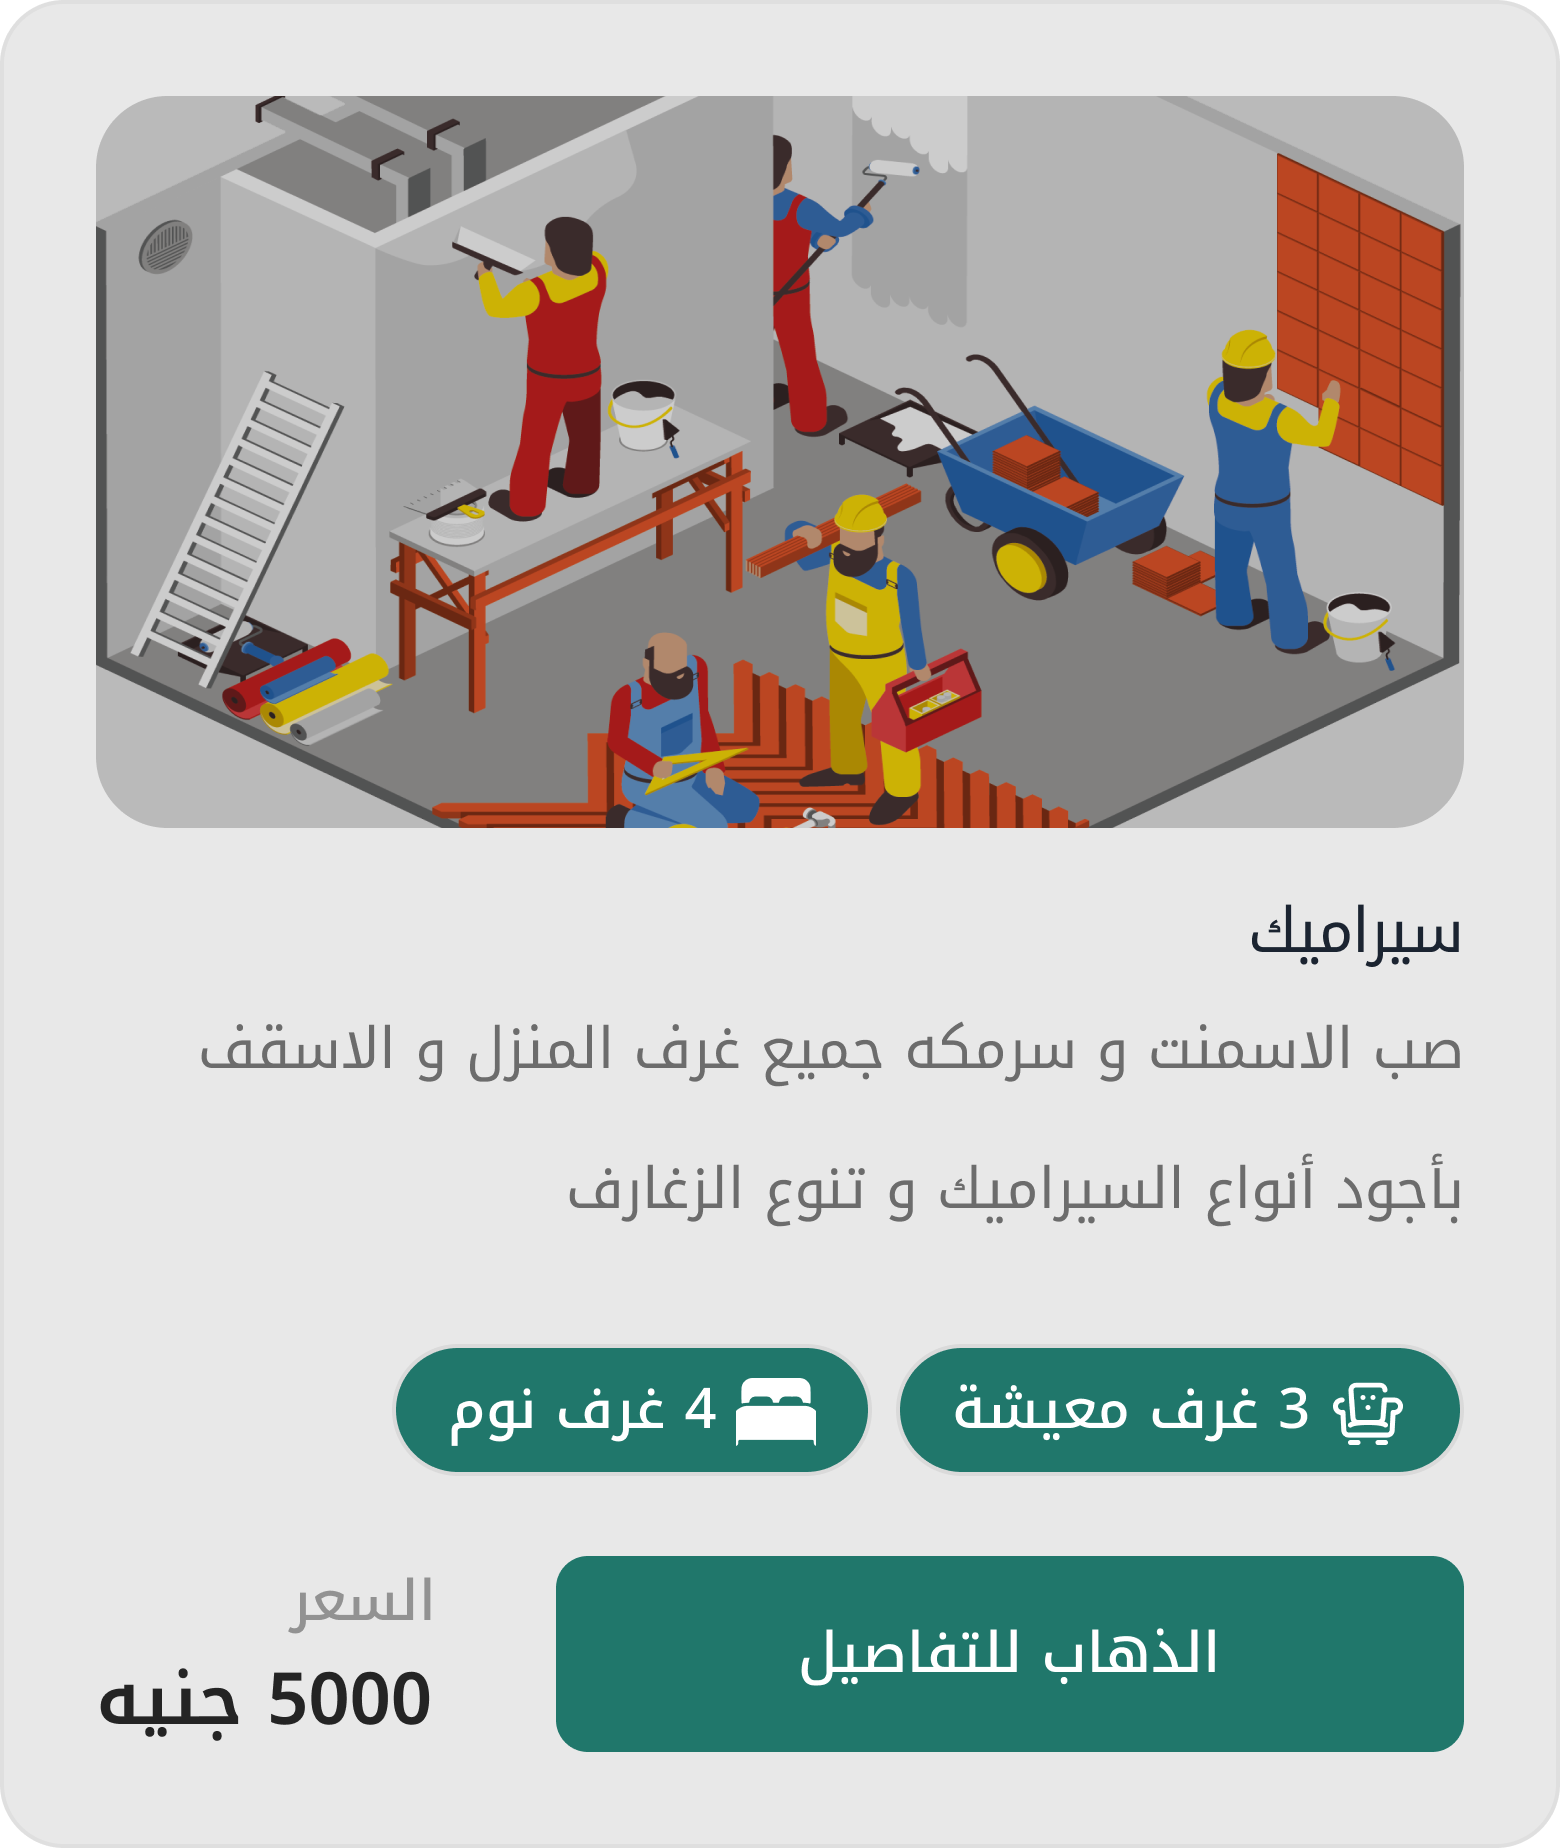 سيراميك
صب الاسمنت و سرمكه جميع غرف المنزل و الاسقف
بأجود أنواع السيراميك و تنوع الزغارف
3 غرف معيشة
4 غرف نوم
الذهاب للتفاصيل
السعر
5000 جنيه